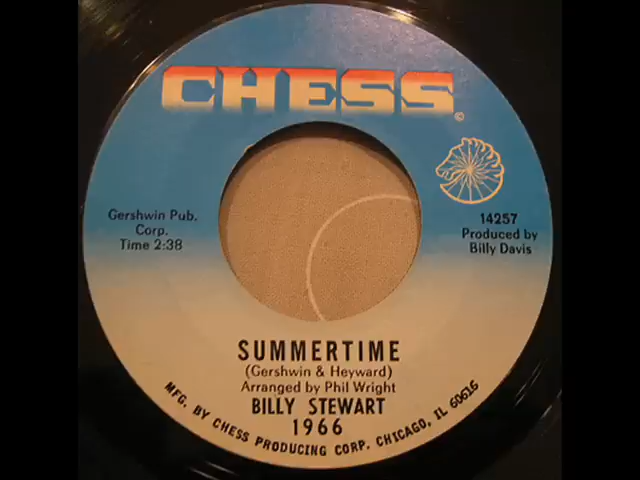 CHESS
©
Gershwin Pub.
Corp.
Time 2:38
14257
Produced by
Billy Davis
SUMMERTIME
(Gershwin & Heyward)
Arranged by Phil Wright
BILLY STEWART
1966
MFG. BY CHESS PRODUCING CORP. CHICAGO, IL 60616